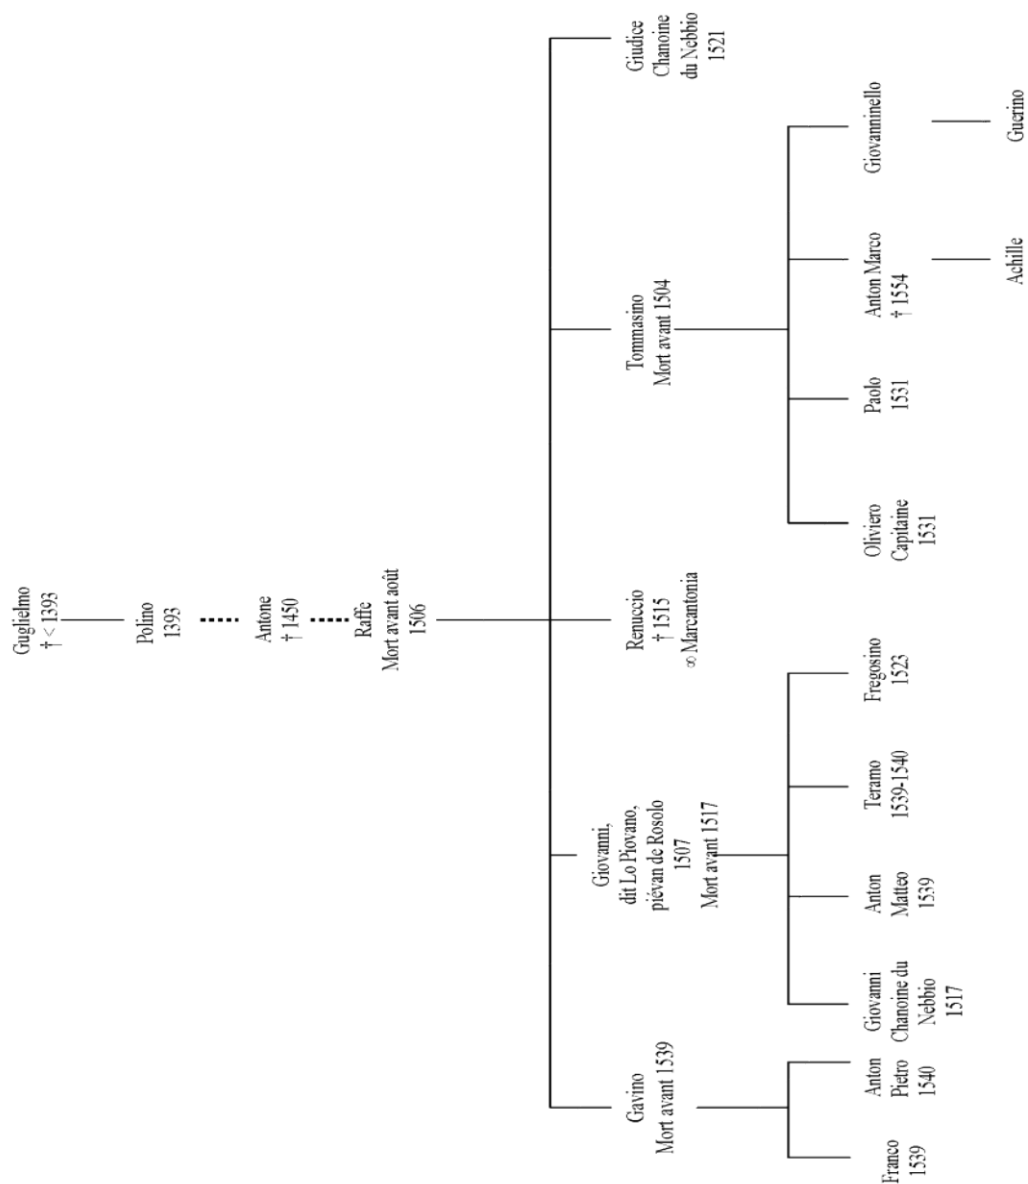 Guglielmo
† < 1393
Polino
1393
Antone
† 1450
Raffe
Mort avant août
1506
Gavino
Mort avant 1539
Giovanni,
dit Lo Piovano,
piévan de Rosolo
1507
Mort avant 1517
Renuccio
† 1515
∞ Marcantonia
Tommasino
Mort avant 1504
Giudice
Chanoine
du Nebbio
1521
Franco
1539
Anton
Pietro
1540
Giovanni
Chanoine du
Nebbio
1517
Anton
Matteo
1539
Teramo
1539-1540
Fregosino
1523
Oliviero
Capitaine
1531
Paolo
1531
Anton Marco
† 1554
Giovanninello
Achille
Guerino